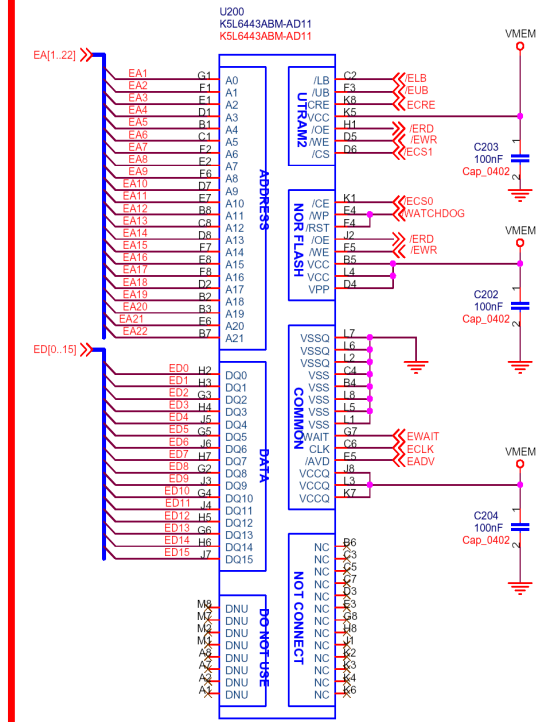 U200
K5L6443ABM-AD11
K5L6443ABM-AD11
EA[1..22]
EA1 G1 A0
EA2 F1 A1
EA3 E1 A2
EA4 D1 A3
EA5 B1 A4
EA6 C1 A5
EA7 F2 A6
EA8 E2 A7
EA9 F6 A8
EA10 D7 A9
EA11 E7 A10
EA12 B8 A11
EA13 C8 A12
EA14 D8 A13
EA15 F7 A14
EA16 E8 A15
EA17 F8 A16
EA18 D2 A17
EA19 B2 A18
EA20 B3 A19
EA21 E6 A20
EA22 B7 A21
ADDRESS
ED[0..15]
ED0 H2 DQ0
ED1 H3 DQ1
ED2 G3 DQ2
ED3 H4 DQ3
ED4 J5 DQ4
ED5 G5 DQ5
ED6 J6 DQ6
ED7 H7 DQ7
ED8 G2 DQ8
ED9 J3 DQ9
ED10 G4 DQ10
ED11 J4 DQ11
ED12 H5 DQ12
ED13 G6 DQ13
ED14 H6 DQ14
ED15 J7 DQ15
DATA
M8 DNU
M7 DNU
M2 DNU
M1 DNU
A8 DNU
A7 DNU
A2 DNU
A1 DNU
DO NOT USE
UTRAM2
/LB C2 /ELB
/UB F3 /EUB
CRE K8 ECRE
VCC K5
/OE H1 /ERD
/WE D5 /EWR
/CS D6 /ECS1
NOR FLASH
/CE K1 /ECS0
/WP E4 WATCHDOG
/RST F4
/OE J2 /ERD
/WE F5 /EWR
VCC B5
VCC L4
VPP D4
COMMON
VSSQ L7
VSSQ L6
VSSQ L2
VSS C4
VSS B4
VSS L8
VSS L5
VSS L1
WAIT G7 EWAIT
CLK C6 ECLK
/AVD E5 EADV
VCCQ J8
VCCQ L3
VCCQ K7
NOT CONNECT
NC B6
NC C3
NC C5
NC C7
NC D3
NC E3
NC G8
NC H8
NC J1
NC K2
NC K3
NC K4
NC K6
VMEM
C203
100nF
Cap_0402
1
2
VMEM
C202
100nF
Cap_0402
1
2
VMEM
C204
100nF
Cap_0402
1
2